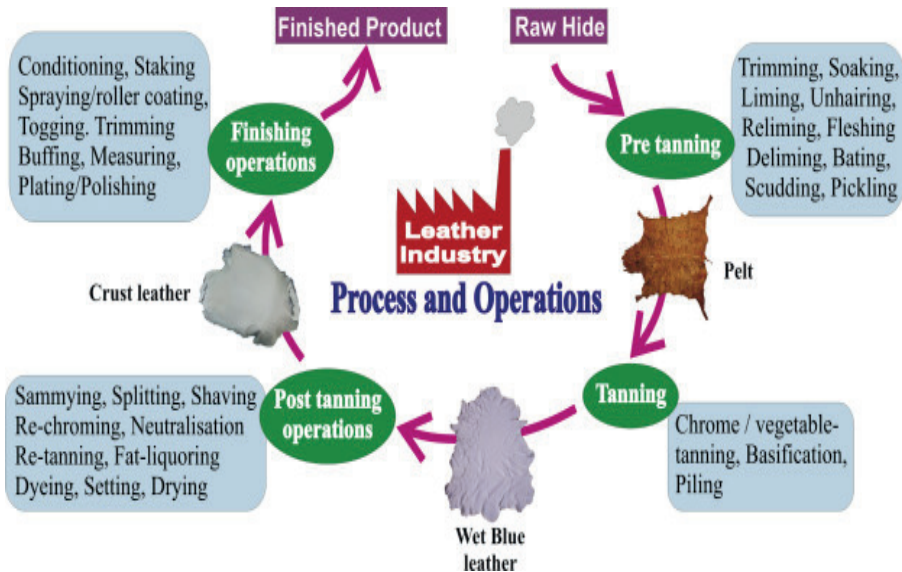 Finished Product
Raw Hide
Conditioning, Staking
Spraying/roller coating,
Togging. Trimming
Buffing, Measuring,
Plating/Polishing
Finishing
operations
Pre tanning
Trimming, Soaking,
Liming, Unhairing,
Reliming, Fleshing
Deliming, Bating,
Scudding, Pickling
Leather
Industry
Process and Operations
Crust leather
Pelt
Sammying, Splitting, Shaving
Re-chroming, Neutralisation
Re-tanning, Fat-liquoring
Dyeing, Setting, Drying
Post tanning
operations
Tanning
Chrome / vegetable-
tanning, Basification,
Piling
Wet Blue
leather